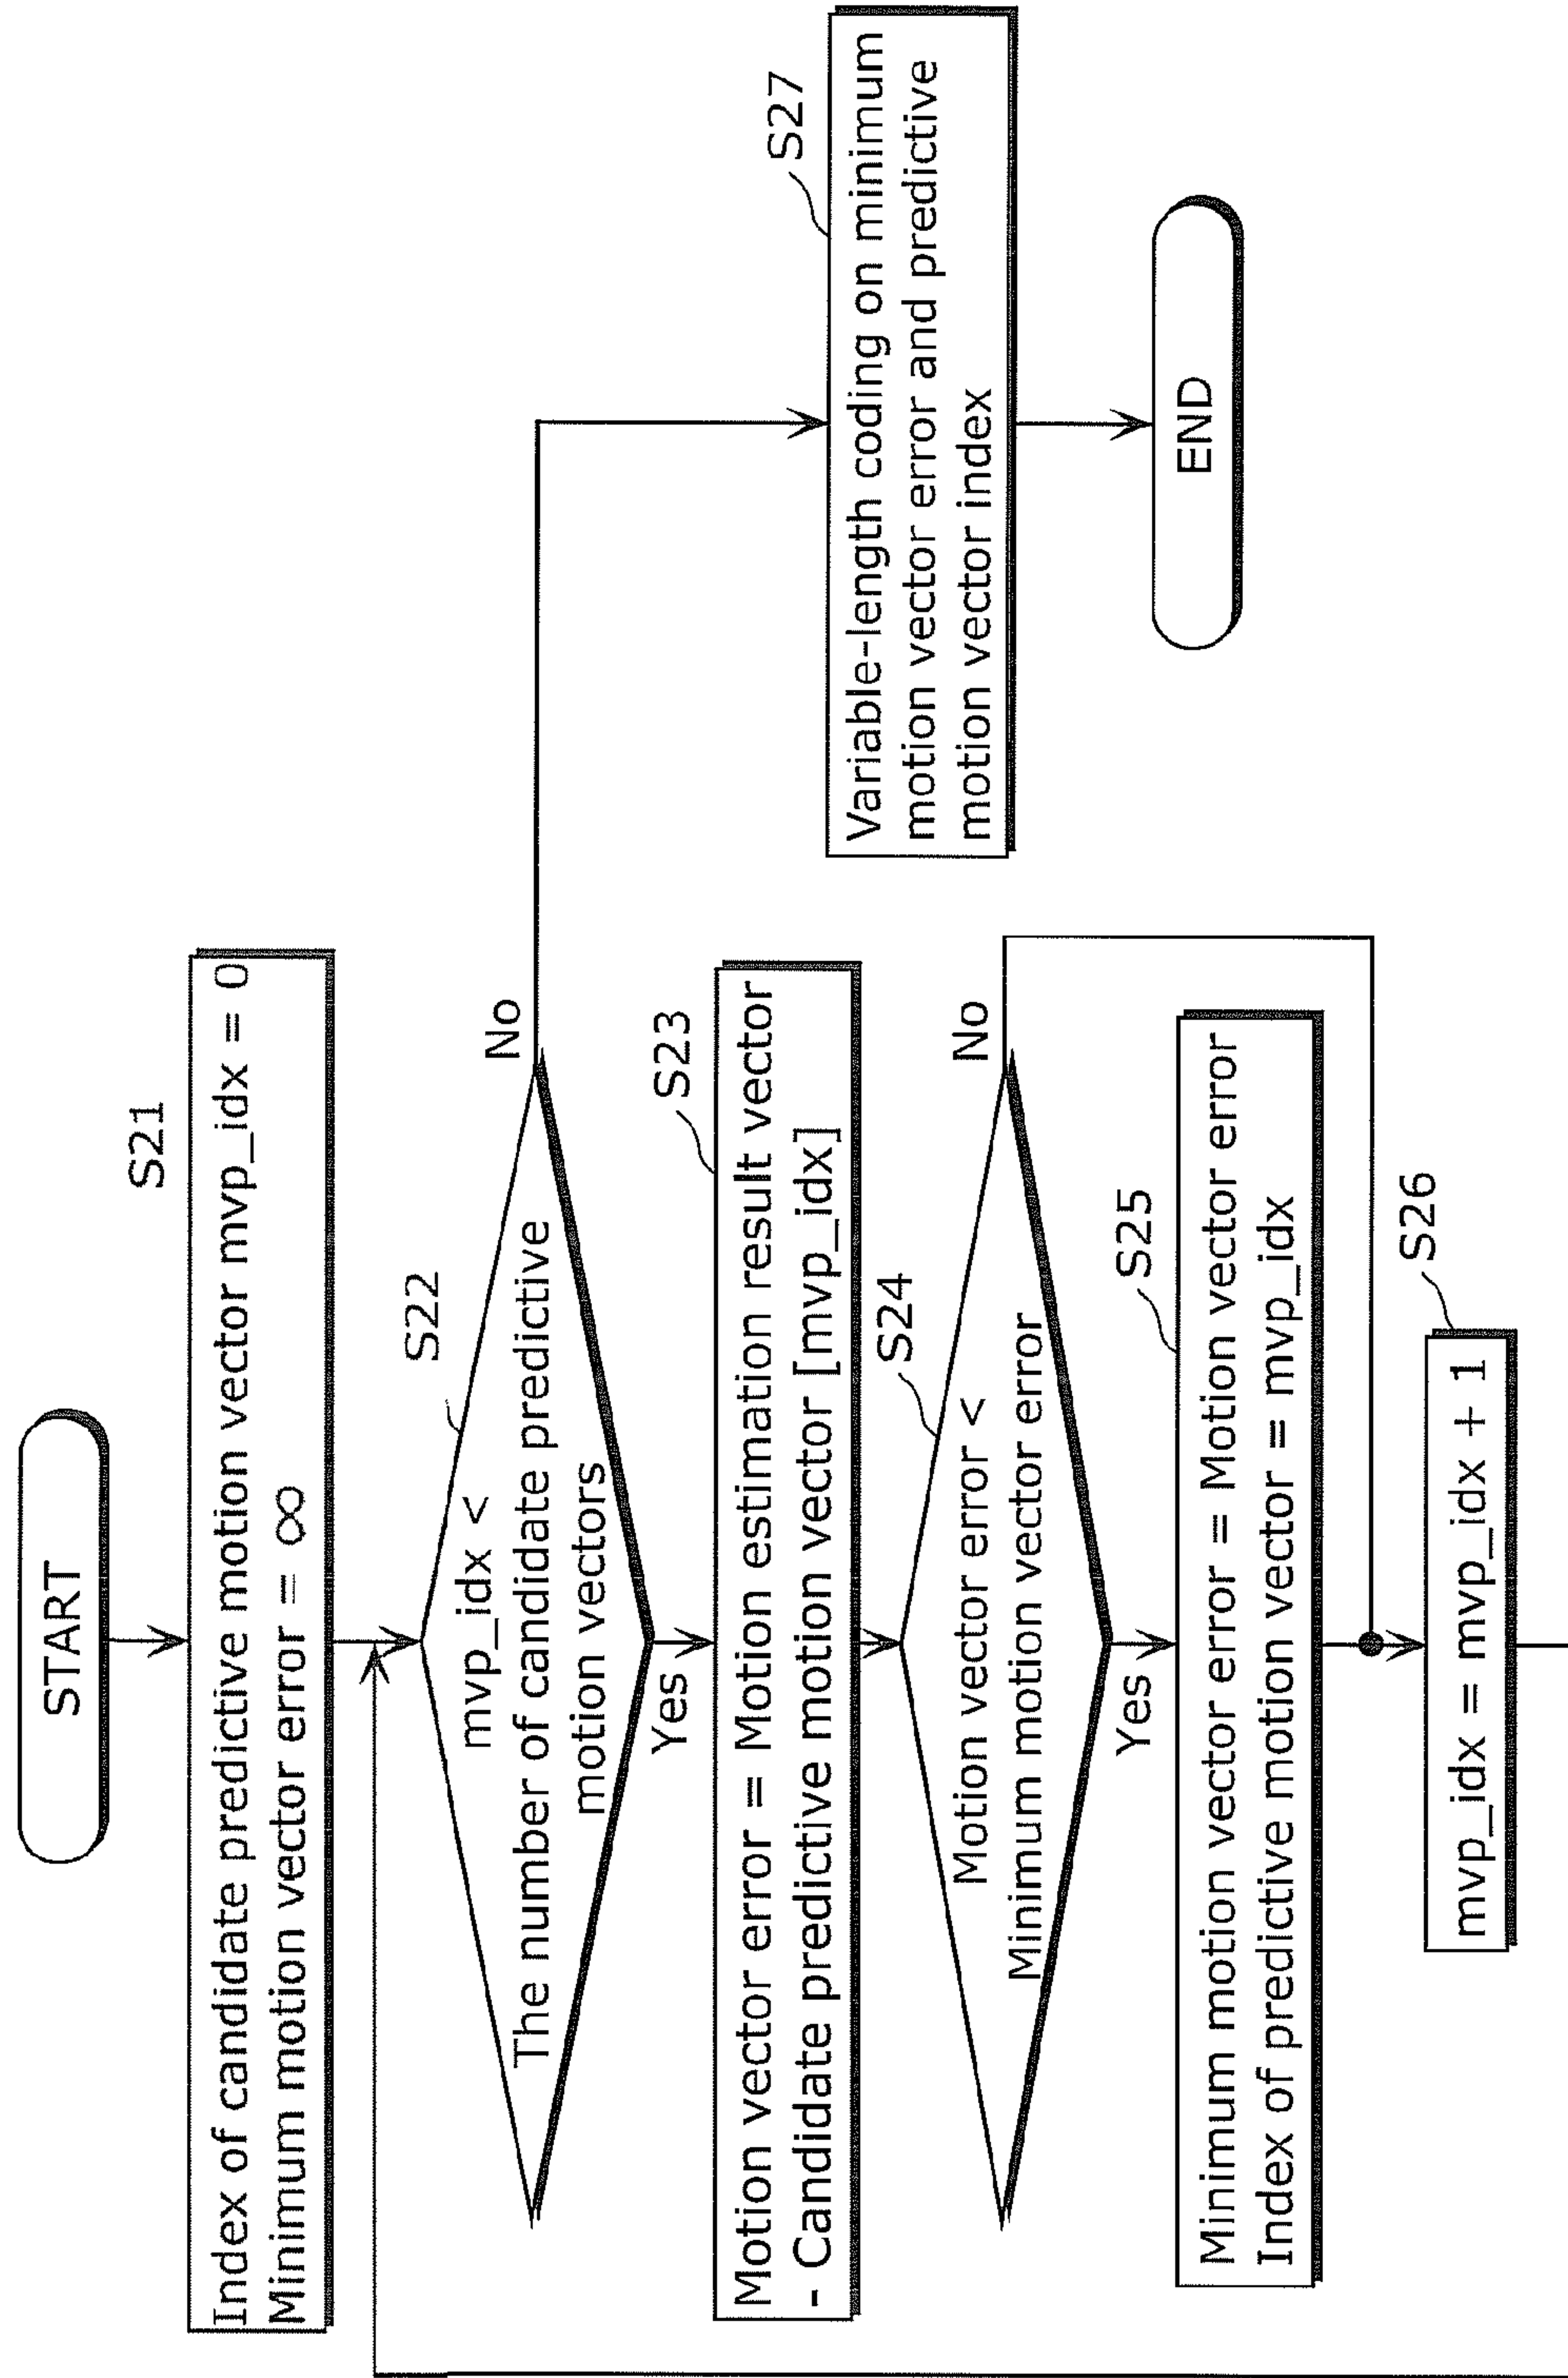 START
S21
Index of candidate predictive motion vector mvp_idx = 0
Minimum motion vector error = ∞
S22
mvp_idx <
The number of candidate predictive
motion vectors
No
Yes
S23
Motion vector error = Motion estimation result vector
- Candidate predictive motion vector [mvp_idx]
S24
Motion vector error <
Minimum motion vector error
No
Yes
S25
Minimum motion vector error = Motion vector error
Index of predictive motion vector = mvp_idx
S26
mvp_idx = mvp_idx + 1
S27
Variable-length coding on minimum
motion vector error and predictive
motion vector index
END